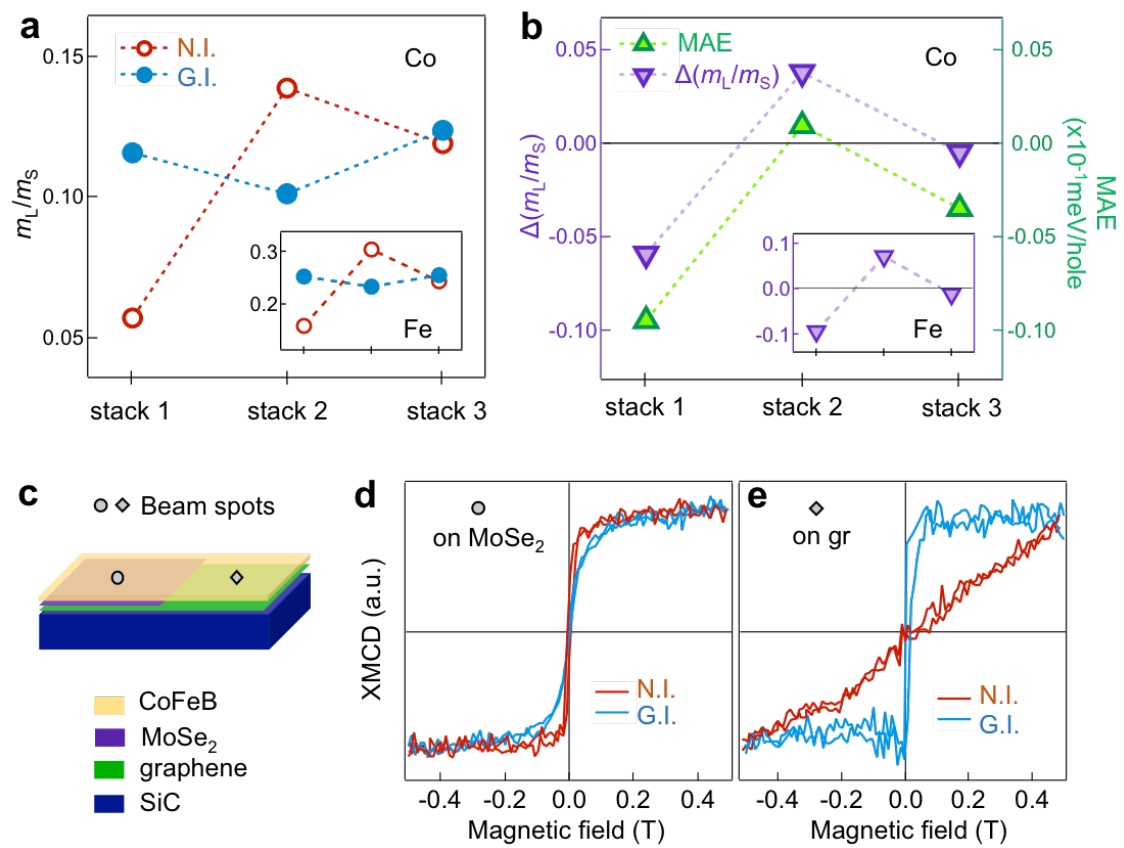 a
N.I.
G.I.
Co
0.15
0.10
0.05
mL/mS
0.3
0.2
Fe
stack 1
stack 2
stack 3
b
MAE
Δ(mL/mS)
Co
0.05
0.00
-0.05
-0.10
Δ(mL/mS)
0.05
0.00
-0.05
-0.10
MAE
(x10⁻¹meV/hole
0.1
0.0
-0.1
Fe
stack 1
stack 2
stack 3
c
Beam spots
CoFeB
MoSe₂
graphene
SiC
d
on MoSe₂
XMCD (a.u.)
N.I.
G.I.
-0.4
-0.2
0.0
0.2
0.4
Magnetic field (T)
e
on gr
N.I.
G.I.
-0.4
-0.2
0.0
0.2
0.4
Magnetic field (T)